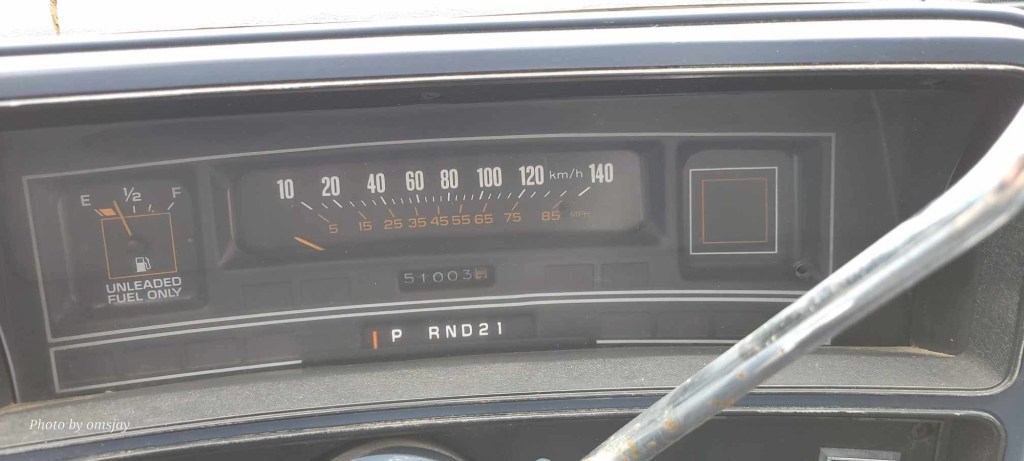 E 1/2 F
UNLEADED
FUEL ONLY
10 20 40 60 80 100 120 km/h 140
5 15 25 35 45 55 65 75 85 MPH
51003
P RND21
Photo by omsjay